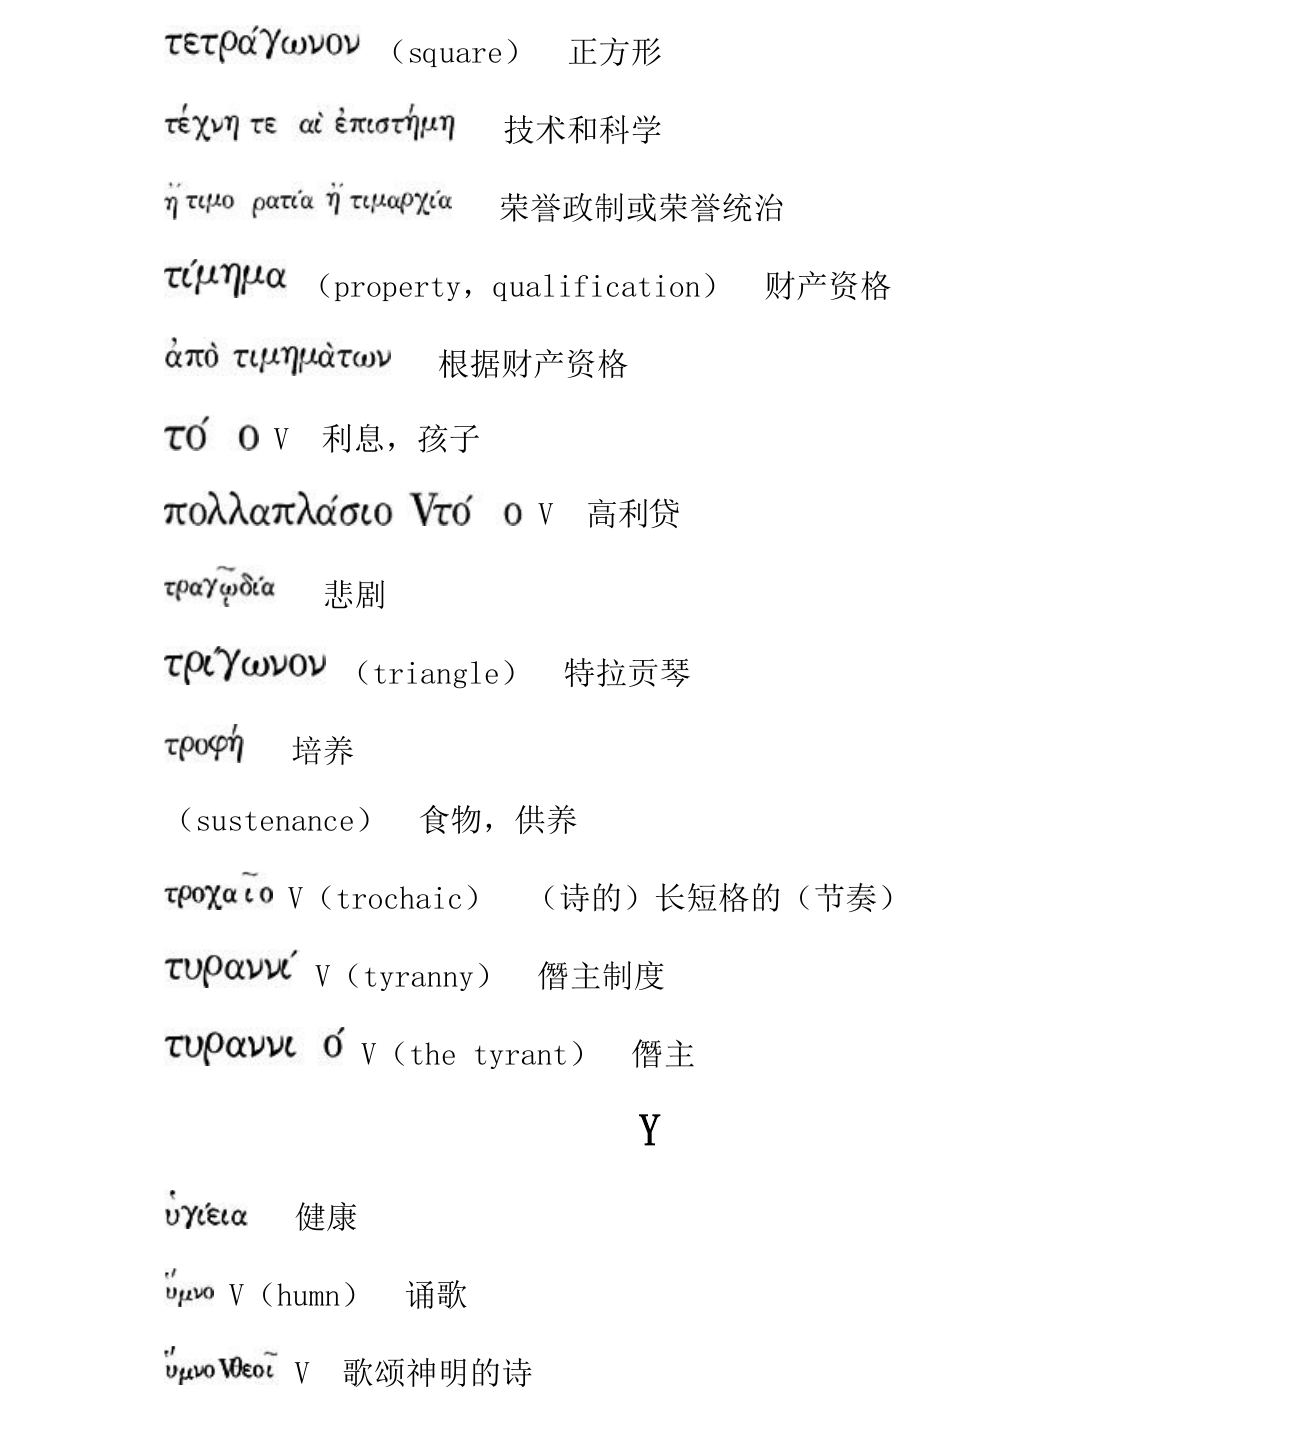 τετράγωνον （square） 正方形
τέχνη τε αὶ ἐπιστήμη 技术和科学
ἢ τιμο ρατία ἢ τιμαρχία 荣誉政制或荣誉统治
τίμημα （property，qualification） 财产资格
ἀπὸ τιμημὰτων 根据财产资格
τό ο V 利息，孩子
πολλαπλάσιο Vτό ο V 高利贷
τραγῷδία 悲剧
τρίγωνον （triangle） 特拉贡琴
τροφή 培养
（sustenance） 食物，供养
τροχαῖο V（trochaic） （诗的）长短格的（节奏）
τυραννί V（tyranny） 僭主制度
τυραννι ό V（the tyrant） 僭主
Y
ὑγιέια 健康
ὕμνο V（humn） 诵歌
ὕμνο Vθεοῖ V 歌颂神明的诗